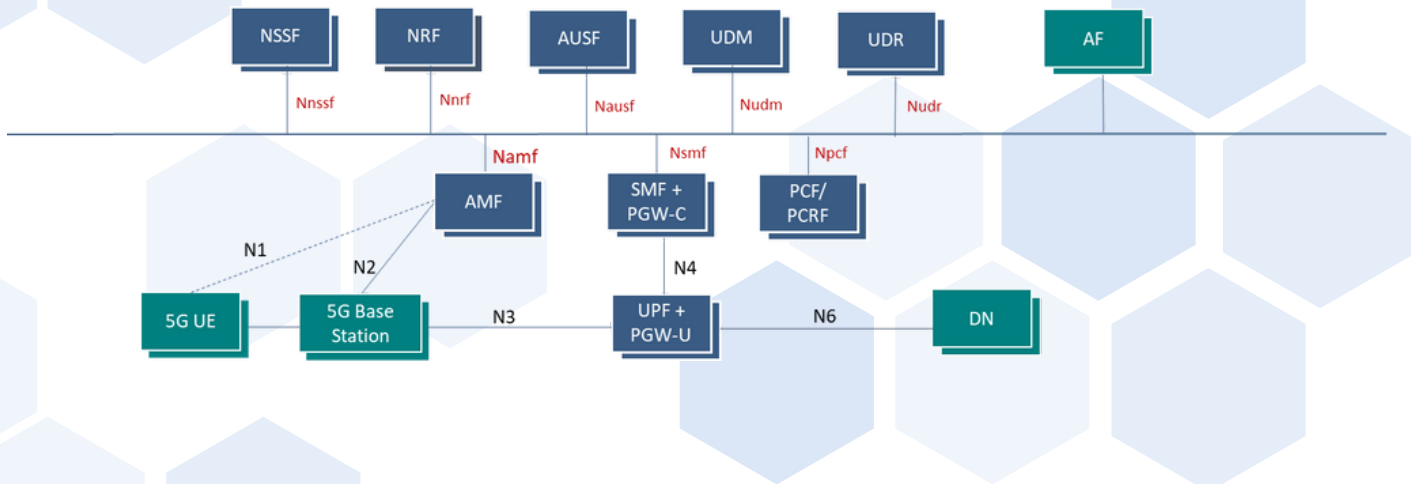 NSSF
NRF
AUSF
UDM
UDR
AF
Nnssf
Nnrf
Nausf
Nudm
Nudr
Namf
Nsmf
Npcf
AMF
SMF +
PGW-C
PCF/
PCRF
N1
N2
N4
5G UE
5G Base
Station
N3
UPF +
PGW-U
N6
DN